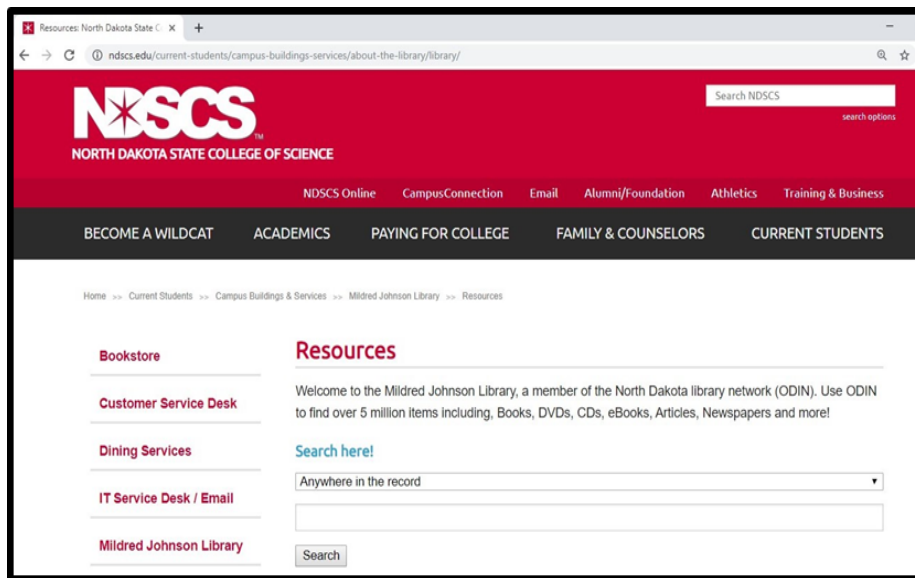 Resources: North Dakota State C
ndscs.edu/current-students/campus-buildings-services/about-the-library/library/
NDSCS™
NORTH DAKOTA STATE COLLEGE OF SCIENCE
Search NDSCS
search options
NDSCS Online CampusConnection Email Alumni/Foundation Athletics Training & Business
BECOME A WILDCAT ACADEMICS PAYING FOR COLLEGE FAMILY & COUNSELORS CURRENT STUDENTS
Home >> Current Students >> Campus Buildings & Services >> Mildred Johnson Library >> Resources
Bookstore
Customer Service Desk
Dining Services
IT Service Desk / Email
Mildred Johnson Library
Resources
Welcome to the Mildred Johnson Library, a member of the North Dakota library network (ODIN). Use ODIN
to find over 5 million items including, Books, DVDs, CDs, eBooks, Articles, Newspapers and more!
Search here!
Anywhere in the record
Search